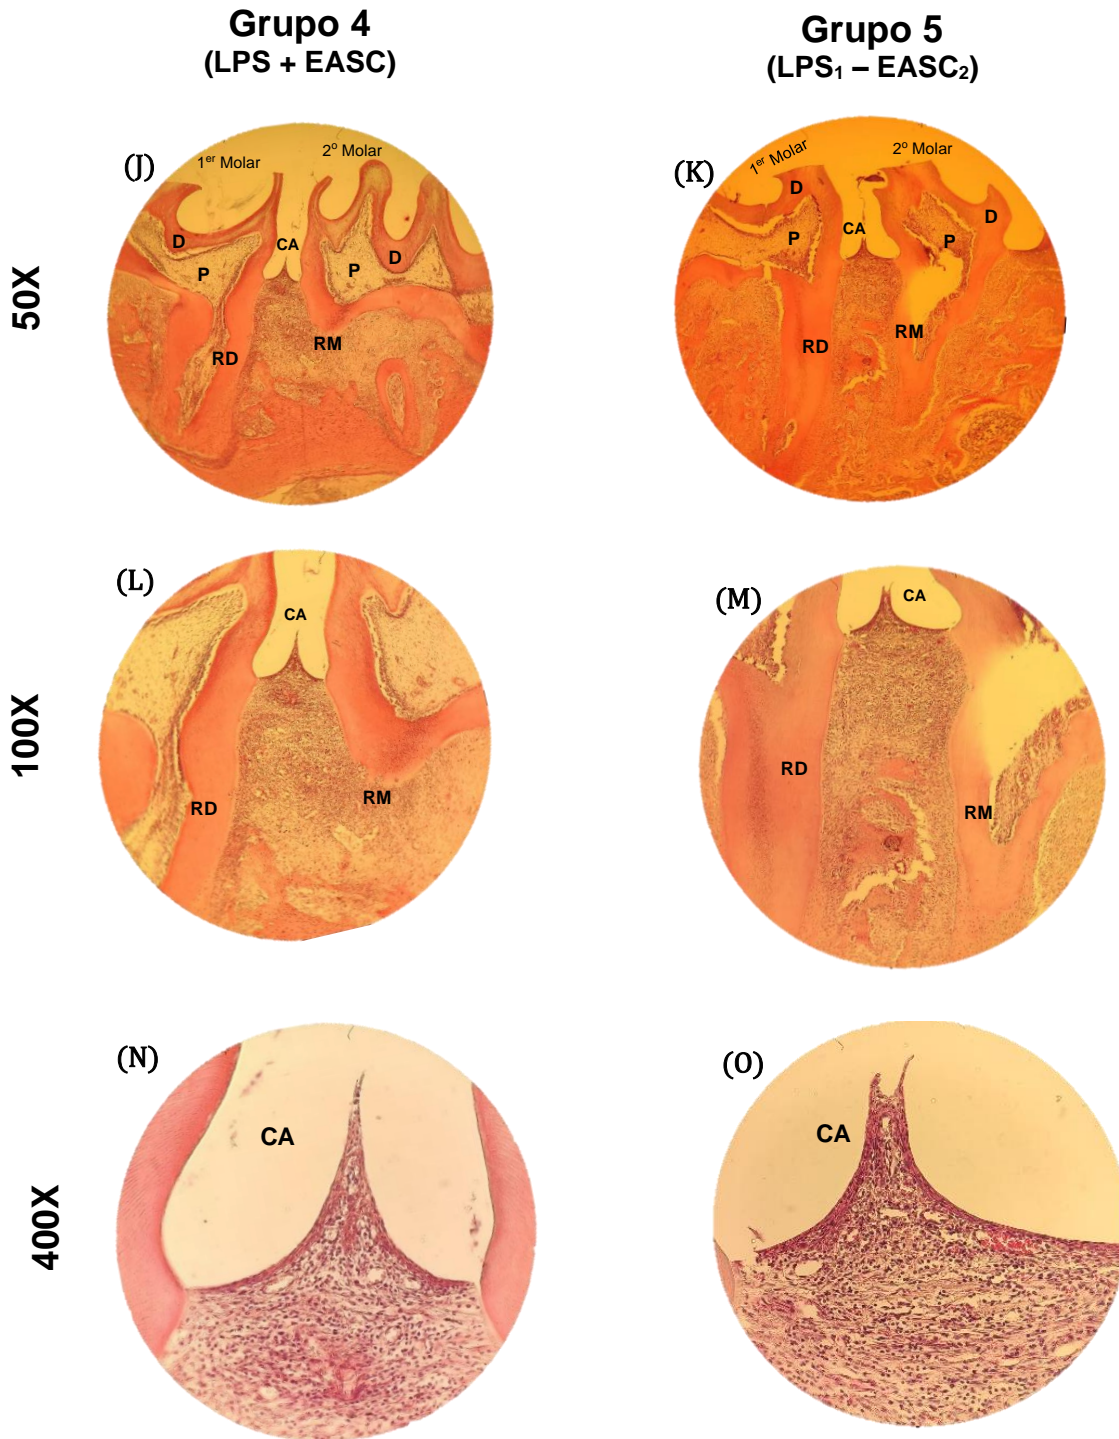 Grupo 4
(LPS + EASC)
Grupo 5
(LPS₁ – EASC₂)
50X
(J)
1er Molar
2º Molar
D
P
CA
P
D
RD
RM
(K)
1er Molar
2º Molar
D
P
CA
P
D
RD
RM
100X
(L)
CA
RD
RM
(M)
CA
RD
RM
400X
(N)
CA
(O)
CA